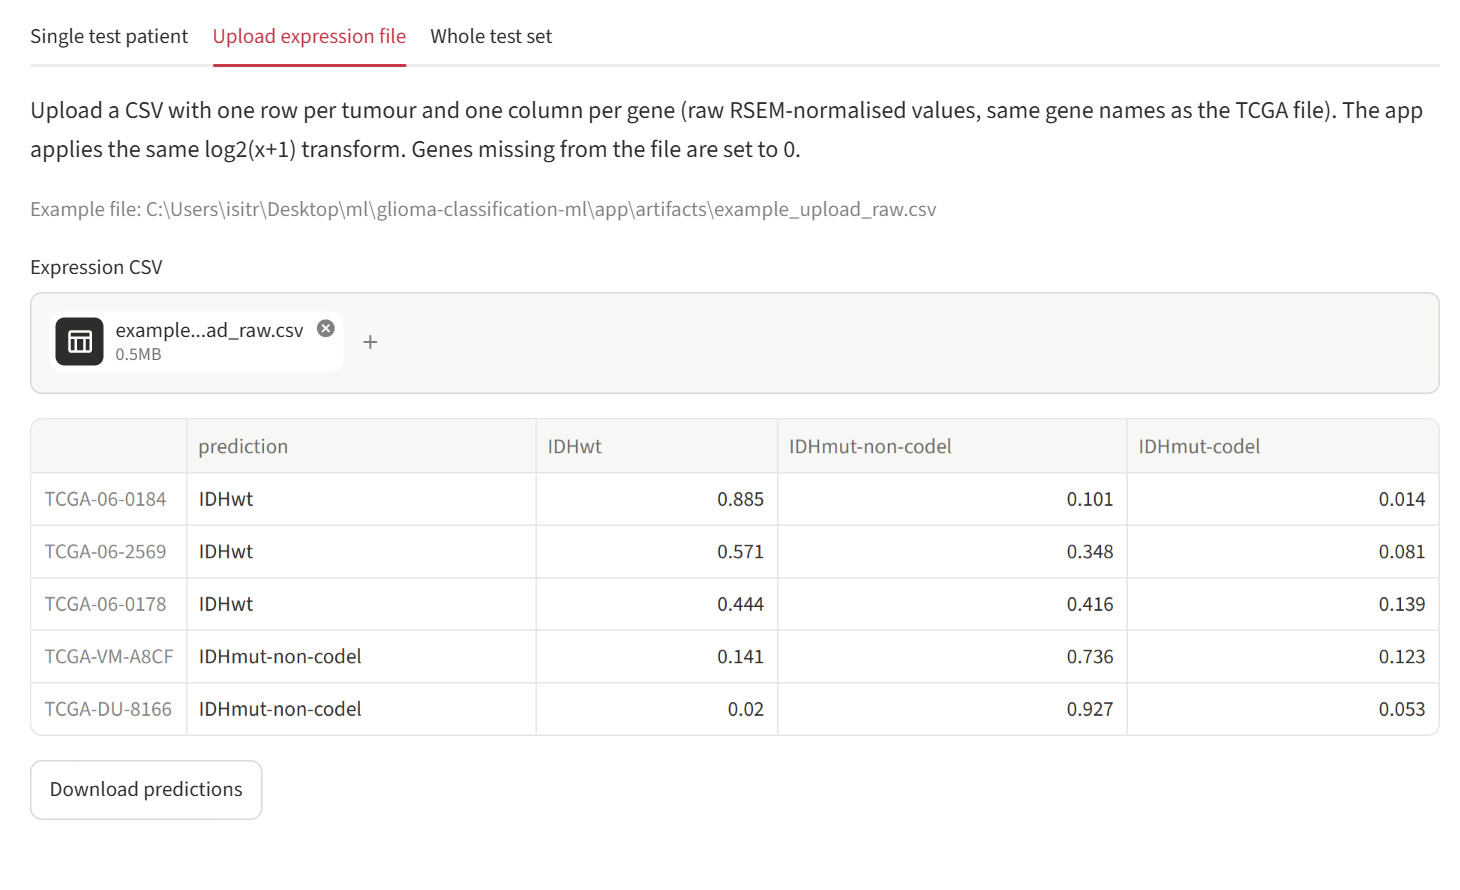 Single test patient Upload expression file Whole test set
Upload a CSV with one row per tumour and one column per gene (raw RSEM-normalised values, same gene names as the TCGA file). The app
applies the same log2(x+1) transform. Genes missing from the file are set to 0.
Example file: C:\Users\isitr\Desktop\ml\glioma-classification-ml\app\artifacts\example_upload_raw.csv
Expression CSV
example...ad_raw.csv
0.5MB
prediction IDHwt IDHmut-non-codel IDHmut-codel
TCGA-06-0184 IDHwt 0.885 0.101 0.014
TCGA-06-2569 IDHwt 0.571 0.348 0.081
TCGA-06-0178 IDHwt 0.444 0.416 0.139
TCGA-VM-A8CF IDHmut-non-codel 0.141 0.736 0.123
TCGA-DU-8166 IDHmut-non-codel 0.02 0.927 0.053
Download predictions